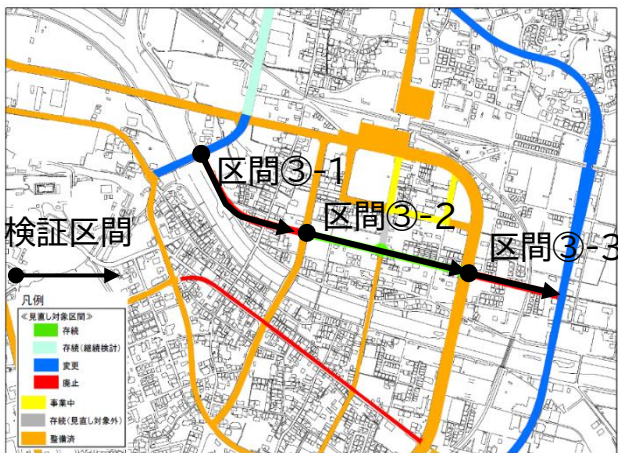 区間③-1
区間③-2
区間③-3
検証区間
凡例
≪見直し対象区間≫
存続
存続(継続検討)
変更
廃止
事業中
存続(見直し対象外)
整備済